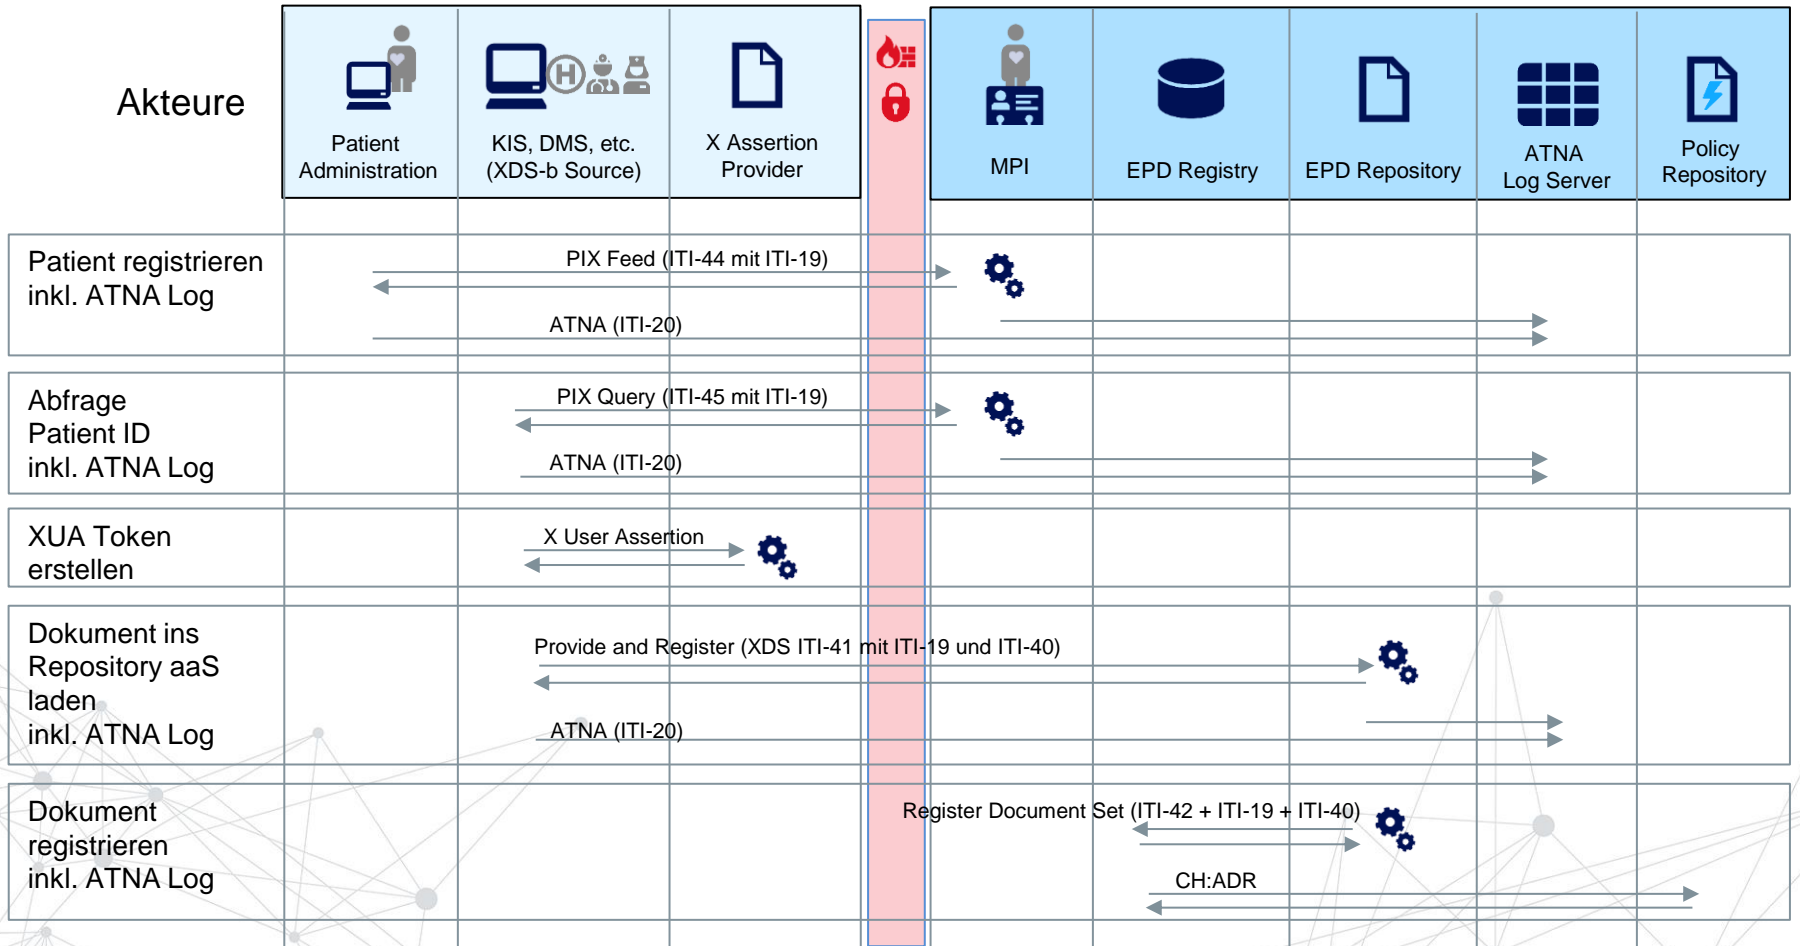 Akteure
Patient
Administration
KIS, DMS, etc.
(XDS-b Source)
X Assertion
Provider
MPI
EPD Registry
EPD Repository
ATNA
Log Server
Policy
Repository
H
Patient registrieren
inkl. ATNA Log
PIX Feed (ITI-44 mit ITI-19)
ATNA (ITI-20)
Abfrage
Patient ID
inkl. ATNA Log
PIX Query (ITI-45 mit ITI-19)
ATNA (ITI-20)
XUA Token
erstellen
X User Assertion
Dokument ins
Repository aaS
laden
inkl. ATNA Log
Provide and Register (XDS ITI-41 mit ITI-19 und ITI-40)
ATNA (ITI-20)
Dokument
registrieren
inkl. ATNA Log
Register Document Set (ITI-42 + ITI-19 + ITI-40)
CH:ADR